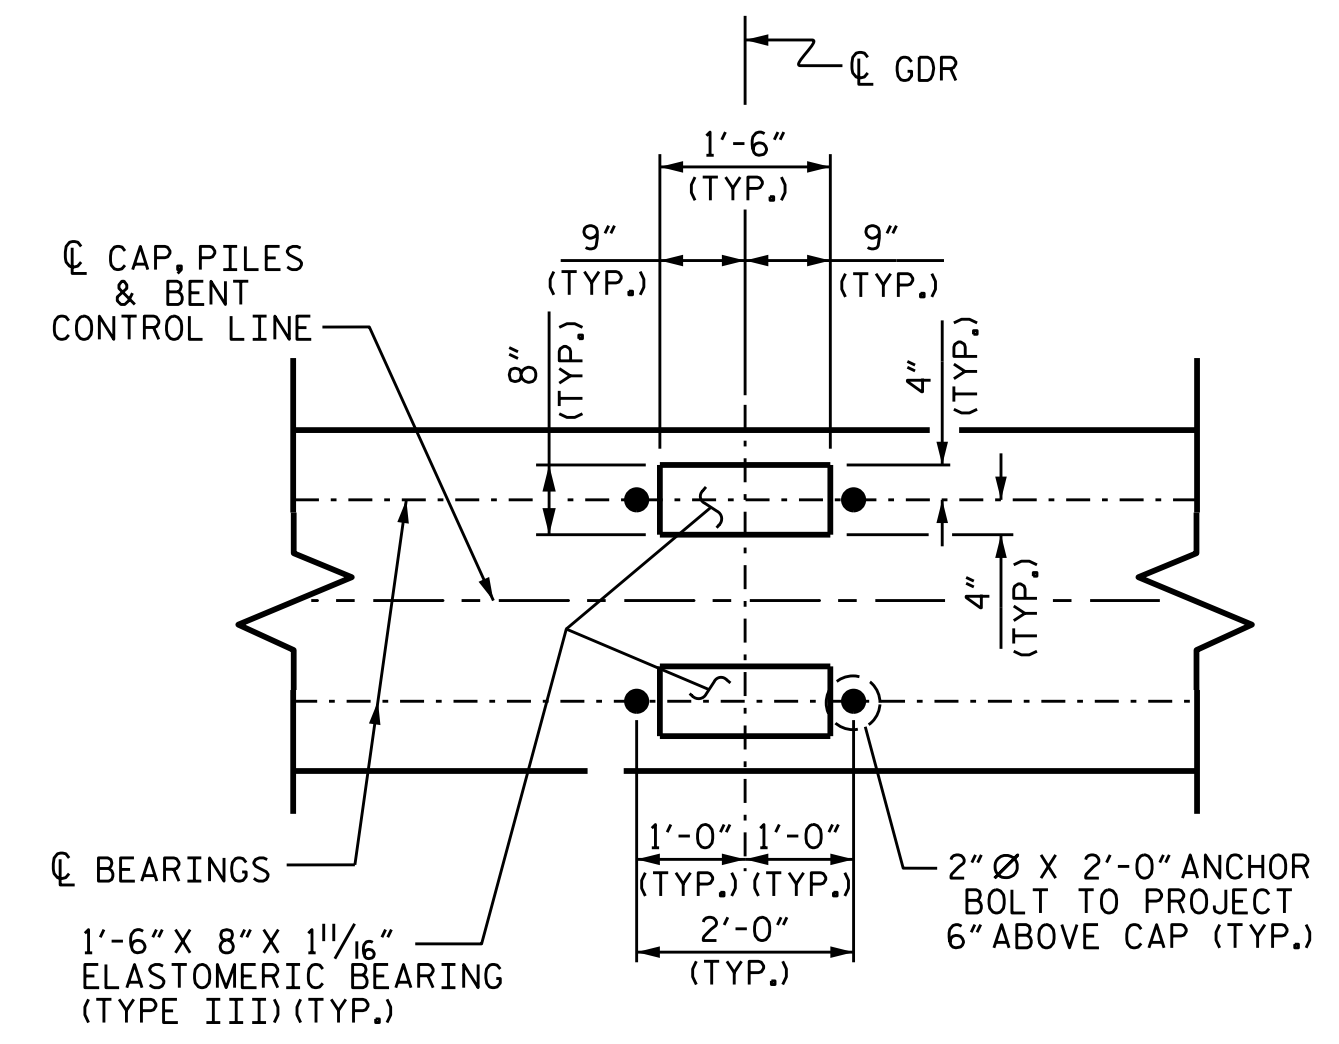 ℄ GDR
1'-6"
(TYP.)
9"
(TYP.)
9"
(TYP.)
℄ CAP, PILES
& BENT
CONTROL LINE
8"
(TYP.)
4"
(TYP.)
4"
(TYP.)
1'-0"
(TYP.)
1'-0"
(TYP.)
2'-0"
(TYP.)
℄ BEARINGS
1'-6" X 8" X 1 11/16"
ELASTOMERIC BEARING
(TYPE III) (TYP.)
2" Ø X 2'-0" ANCHOR
BOLT TO PROJECT
6" ABOVE CAP (TYP.)